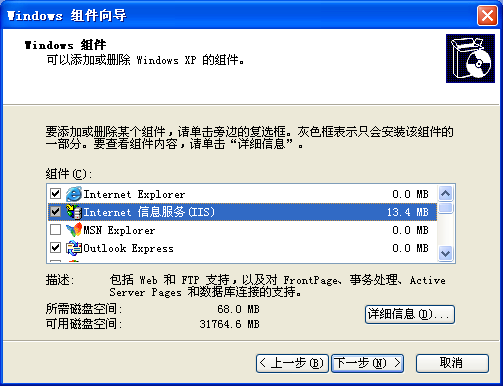 Windows 组件向导
Windows 组件
可以添加或删除 Windows XP 的组件。
要添加或删除某个组件，请单击旁边的复选框。灰色框表示只会安装该组件的
一部分。要查看组件内容，请单击“详细信息”。
组件(C):
Internet Explorer 0.0 MB
Internet 信息服务(IIS) 13.4 MB
MSN Explorer 0.0 MB
Outlook Express 0.0 MB
描述: 包括 Web 和 FTP 支持，以及对 FrontPage、事务处理、Active
Server Pages 和数据库连接的支持。
所需磁盘空间: 68.0 MB
可用磁盘空间: 31764.6 MB
详细信息(D)...
< 上一步(B) 下一步(N) > 取消